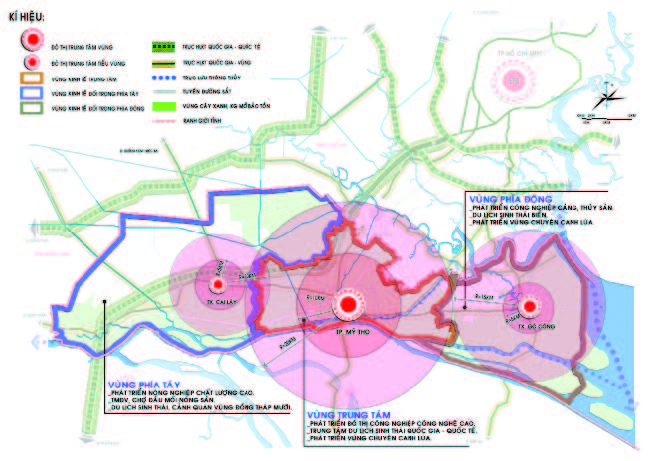 KÍ HIỆU:
ĐÔ THỊ TRUNG TÂM VÙNG
ĐÔ THỊ TRUNG TÂM TIỂU VÙNG
VÙNG KINH TẾ TRUNG TÂM
VÙNG KINH TẾ ĐỐI TRỌNG PHÍA TÂY
VÙNG KINH TẾ ĐỐI TRỌNG PHÍA ĐÔNG
TRỤC HLKT QUỐC GIA - QUỐC TẾ
TRỤC HLKT QUỐC GIA - VÙNG
TRỤC LƯU THÔNG THỦY
TUYẾN ĐƯỜNG SẮT
VÙNG CÂY XANH, KG MỞ BẢO TỒN
RANH GIỚI TỈNH
TP. HỒ CHÍ MINH
VÙNG PHÍA ĐÔNG
_PHÁT TRIỂN CÔNG NGHIỆP CẢNG, THỦY SẢN.
_DU LỊCH SINH THÁI BIỂN.
_PHÁT TRIỂN VÙNG CHUYÊN CANH LÚA.
TX. CAI LẬY
TP. MỸ THO
TX. GÒ CÔNG
VÙNG PHÍA TÂY
_PHÁT TRIỂN NÔNG NGHIỆP CHẤT LƯỢNG CAO.
_TMDV, CHỢ ĐẦU MỐI NÔNG SẢN.
_DU LỊCH SINH THÁI, CẢNH QUAN VÙNG ĐỒNG THÁP MƯỜI.
VÙNG TRUNG TÂM
_PHÁT TRIỂN ĐÔ THỊ CÔNG NGHIỆP CÔNG NGHỆ CAO.
_TRUNG TÂM DU LỊCH SINH THÁI QUỐC GIA - QUỐC TẾ.
_PHÁT TRIỂN VÙNG CHUYÊN CANH LÚA.